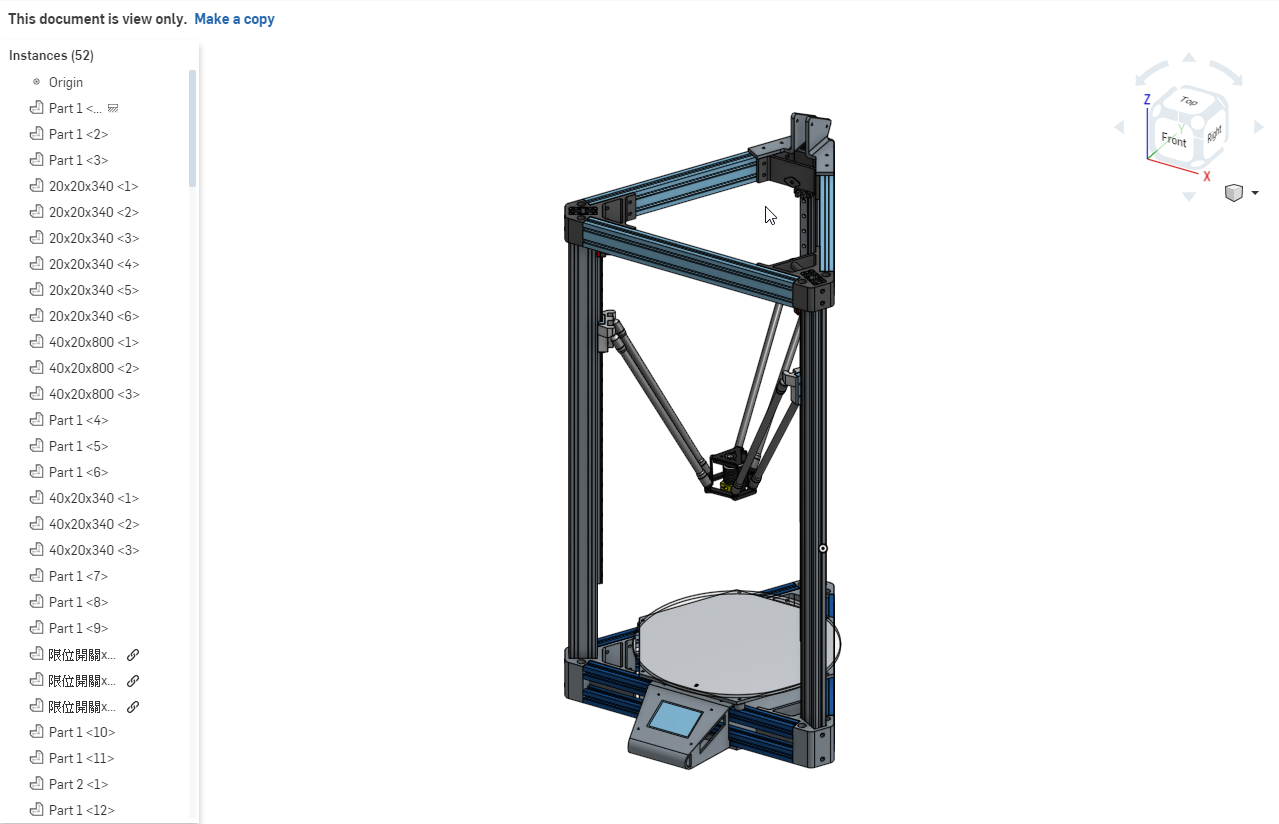 This document is view only. Make a copy
Instances (52)
Origin
Part 1 <...
Part 1 <2>
Part 1 <3>
20x20x340 <1>
20x20x340 <2>
20x20x340 <3>
20x20x340 <4>
20x20x340 <5>
20x20x340 <6>
40x20x800 <1>
40x20x800 <2>
40x20x800 <3>
Part 1 <4>
Part 1 <5>
Part 1 <6>
40x20x340 <1>
40x20x340 <2>
40x20x340 <3>
Part 1 <7>
Part 1 <8>
Part 1 <9>
限位開關x...
限位開關x...
限位開關x...
Part 1 <10>
Part 1 <11>
Part 2 <1>
Part 1 <12>
Z
Top
Y
Front
Right
X